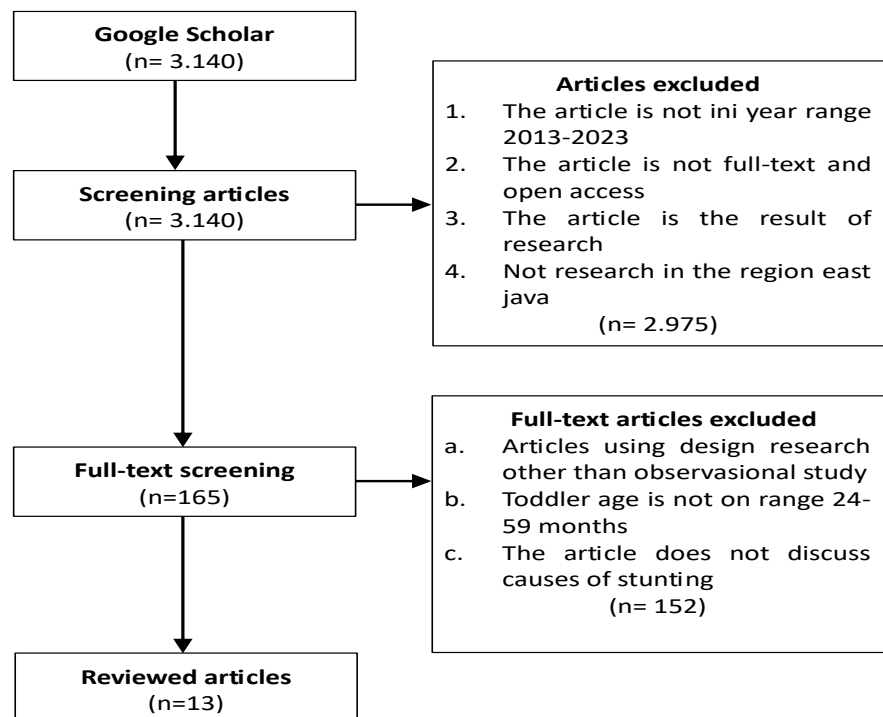 Google Scholar
(n= 3.140)
Articles excluded
1. The article is not ini year range
2013-2023
2. The article is not full-text and
open access
3. The article is the result of
research
4. Not research in the region east
java
(n= 2.975)
Screening articles
(n= 3.140)
Full-text articles excluded
a. Articles using design research
other than observasional study
b. Toddler age is not on range 24-
59 months
c. The article does not discuss
causes of stunting
(n= 152)
Full-text screening
(n=165)
Reviewed articles
(n=13)